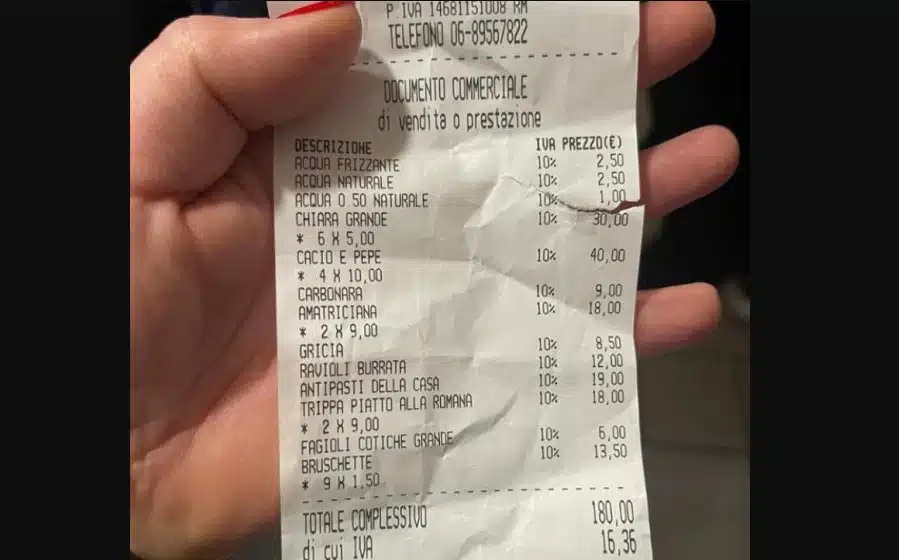 P.IVA 14681151008 RM
TELEFONO 06-89567822
DOCUMENTO COMMERCIALE
di vendita o prestazione
DESCRIZIONE IVA PREZZO(€)
ACQUA FRIZZANTE 10% 2,50
ACQUA NATURALE 10% 2,50
ACQUA 0 50 NATURALE 10% 1,00
CHIARA GRANDE 10% 30,00
* 6 X 5,00
CACIO E PEPE 10% 40,00
* 4 X 10,00
CARBONARA 10% 9,00
AMATRICIANA 10% 18,00
* 2 X 9,00
GRICIA 10% 8,50
RAVIOLI BURRATA 10% 12,00
ANTIPASTI DELLA CASA 10% 19,00
TRIPPA PIATTO ALLA ROMANA 10% 18,00
* 2 X 9,00
FAGIOLI COTICHE GRANDE 10% 6,00
BRUSCHETTE 10% 13,50
* 9 X 1,50
TOTALE COMPLESSIVO 180,00
di cui IVA 16,36